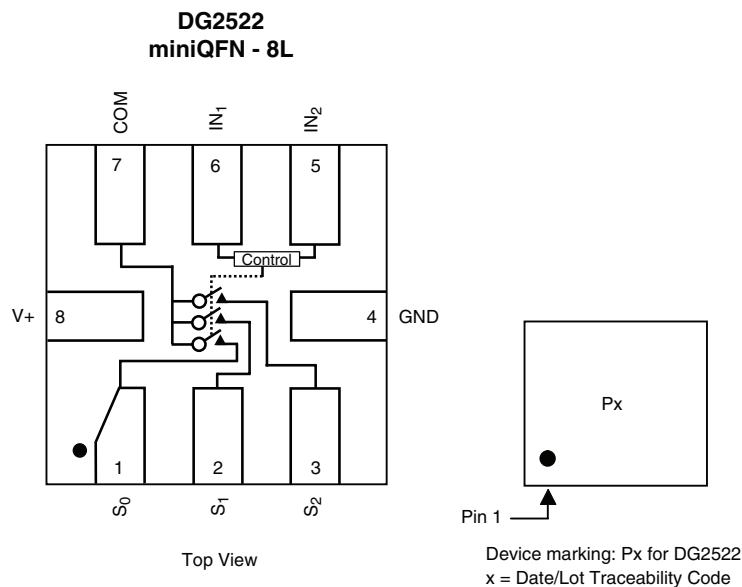 DG2522
miniQFN - 8L
COM
IN1
IN2
7
6
5
Control
V+
8
4
GND
1
2
3
S0
S1
S2
Top View
Px
Pin 1
Device marking: Px for DG2522
x = Date/Lot Traceability Code